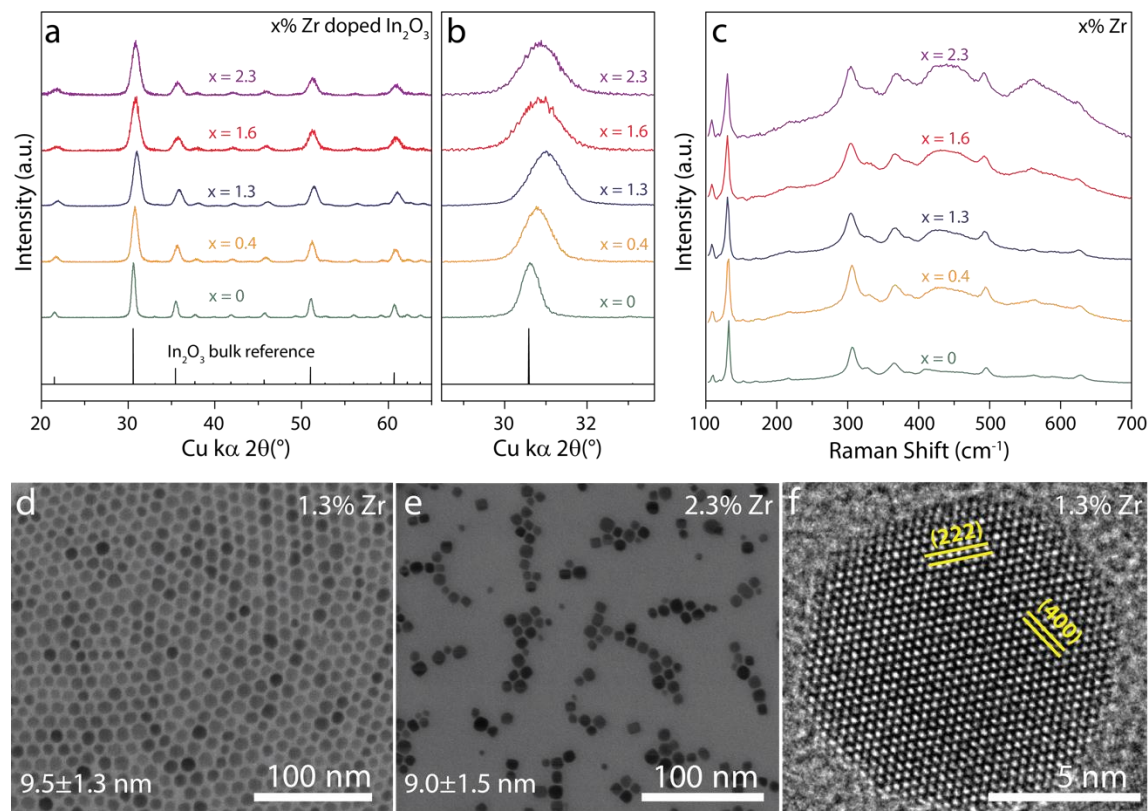 a
x% Zr doped In₂O₃
x = 2.3
x = 1.6
x = 1.3
x = 0.4
x = 0
In₂O₃ bulk reference
Intensity (a.u.)
20 30 40 50 60
Cu kα 2θ(°)
b
x = 2.3
x = 1.6
x = 1.3
x = 0.4
x = 0
30 32
Cu kα 2θ(°)
c
x% Zr
x = 2.3
x = 1.6
x = 1.3
x = 0.4
x = 0
Intensity (a.u.)
100 200 300 400 500 600 700
Raman Shift (cm⁻¹)
d
1.3% Zr
9.5±1.3 nm
100 nm
e
2.3% Zr
9.0±1.5 nm
100 nm
f
1.3% Zr
(222)
(400)
5 nm